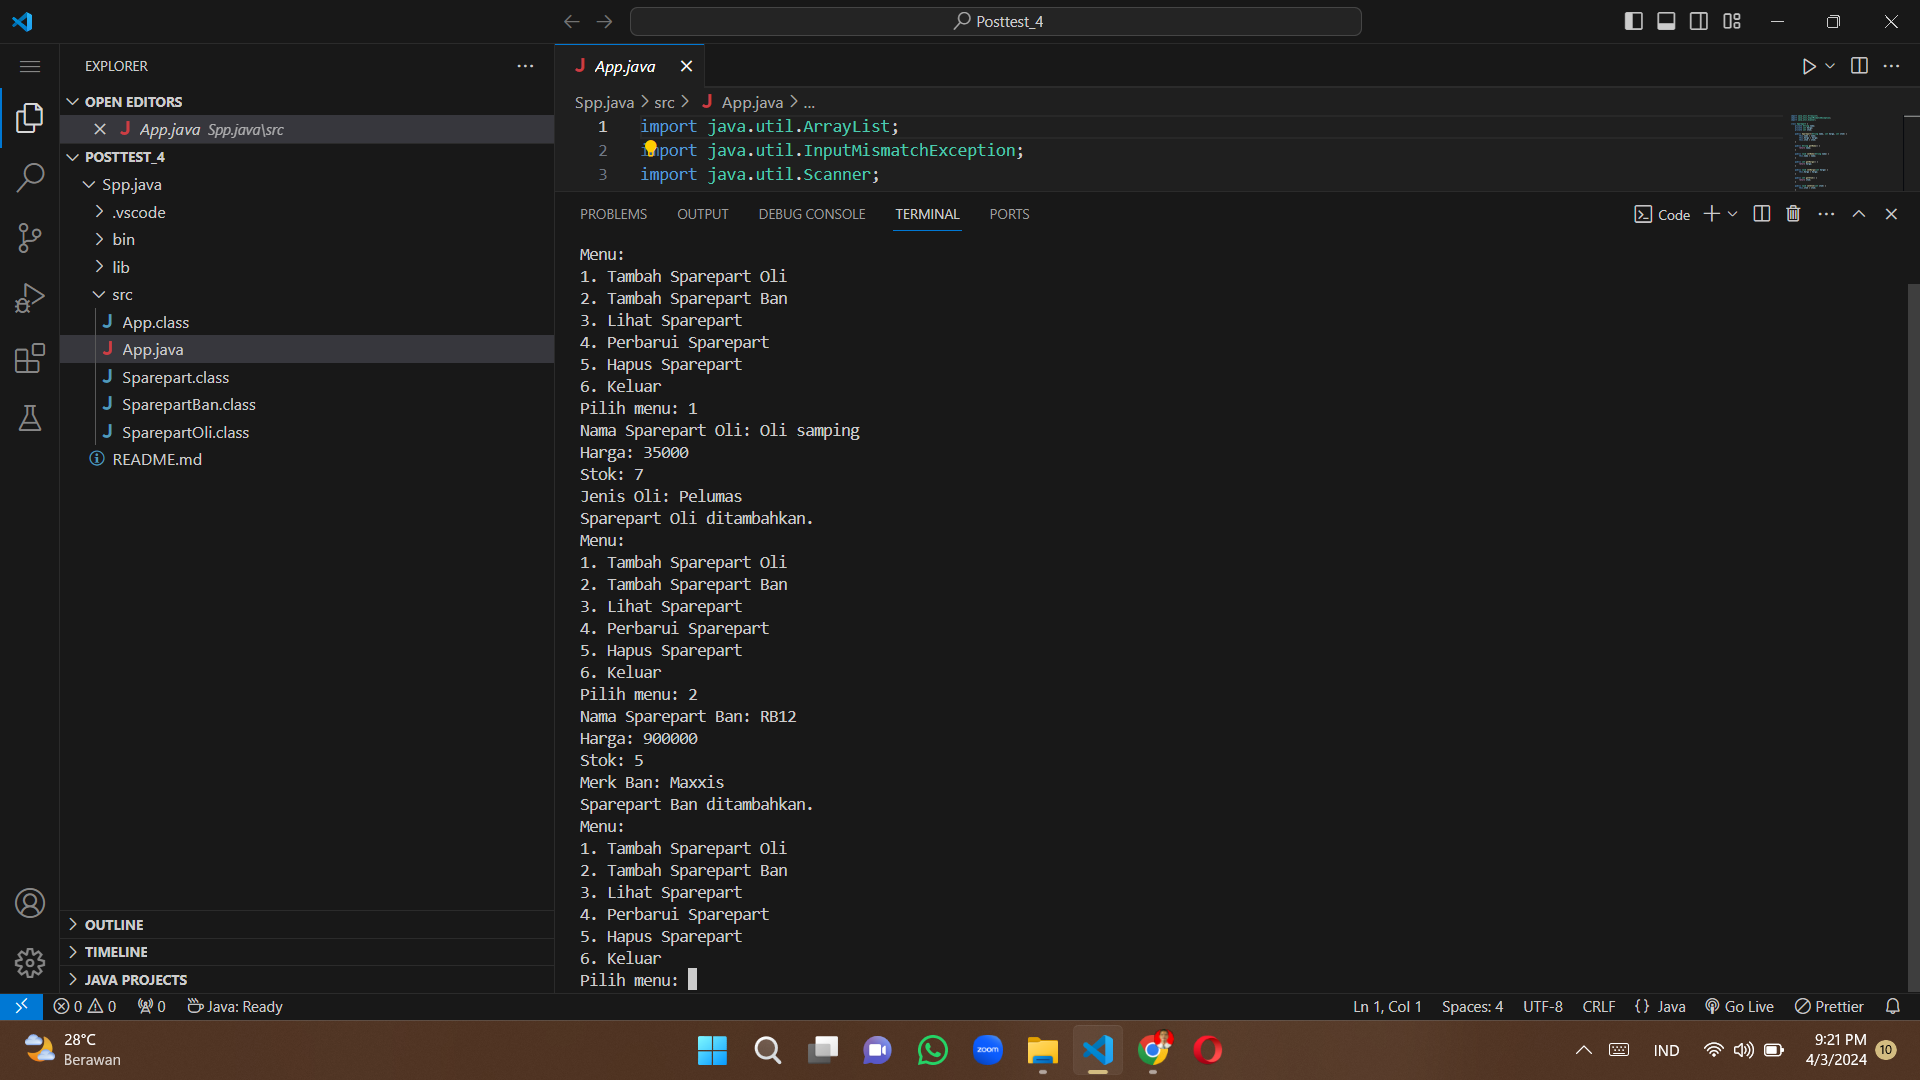 Posttest_4
EXPLORER
OPEN EDITORS
App.java Spp.java\src
POSTTEST_4
Spp.java
.vscode
bin
lib
src
App.class
App.java
Sparepart.class
SparepartBan.class
SparepartOli.class
README.md
OUTLINE
TIMELINE
JAVA PROJECTS
App.java
Spp.java > src > App.java > ...
1 import java.util.ArrayList;
2 import java.util.InputMismatchException;
3 import java.util.Scanner;
PROBLEMS OUTPUT DEBUG CONSOLE TERMINAL PORTS
Code
Menu:
1. Tambah Sparepart Oli
2. Tambah Sparepart Ban
3. Lihat Sparepart
4. Perbarui Sparepart
5. Hapus Sparepart
6. Keluar
Pilih menu: 1
Nama Sparepart Oli: Oli samping
Harga: 35000
Stok: 7
Jenis Oli: Pelumas
Sparepart Oli ditambahkan.
Menu:
1. Tambah Sparepart Oli
2. Tambah Sparepart Ban
3. Lihat Sparepart
4. Perbarui Sparepart
5. Hapus Sparepart
6. Keluar
Pilih menu: 2
Nama Sparepart Ban: RB12
Harga: 900000
Stok: 5
Merk Ban: Maxxis
Sparepart Ban ditambahkan.
Menu:
1. Tambah Sparepart Oli
2. Tambah Sparepart Ban
3. Lihat Sparepart
4. Perbarui Sparepart
5. Hapus Sparepart
6. Keluar
Pilih menu:
0 0 0 Java: Ready
Ln 1, Col 1 Spaces: 4 UTF-8 CRLF {} Java Go Live Prettier
28°C
Berawan
zoom
IND
9:21 PM
4/3/2024
10